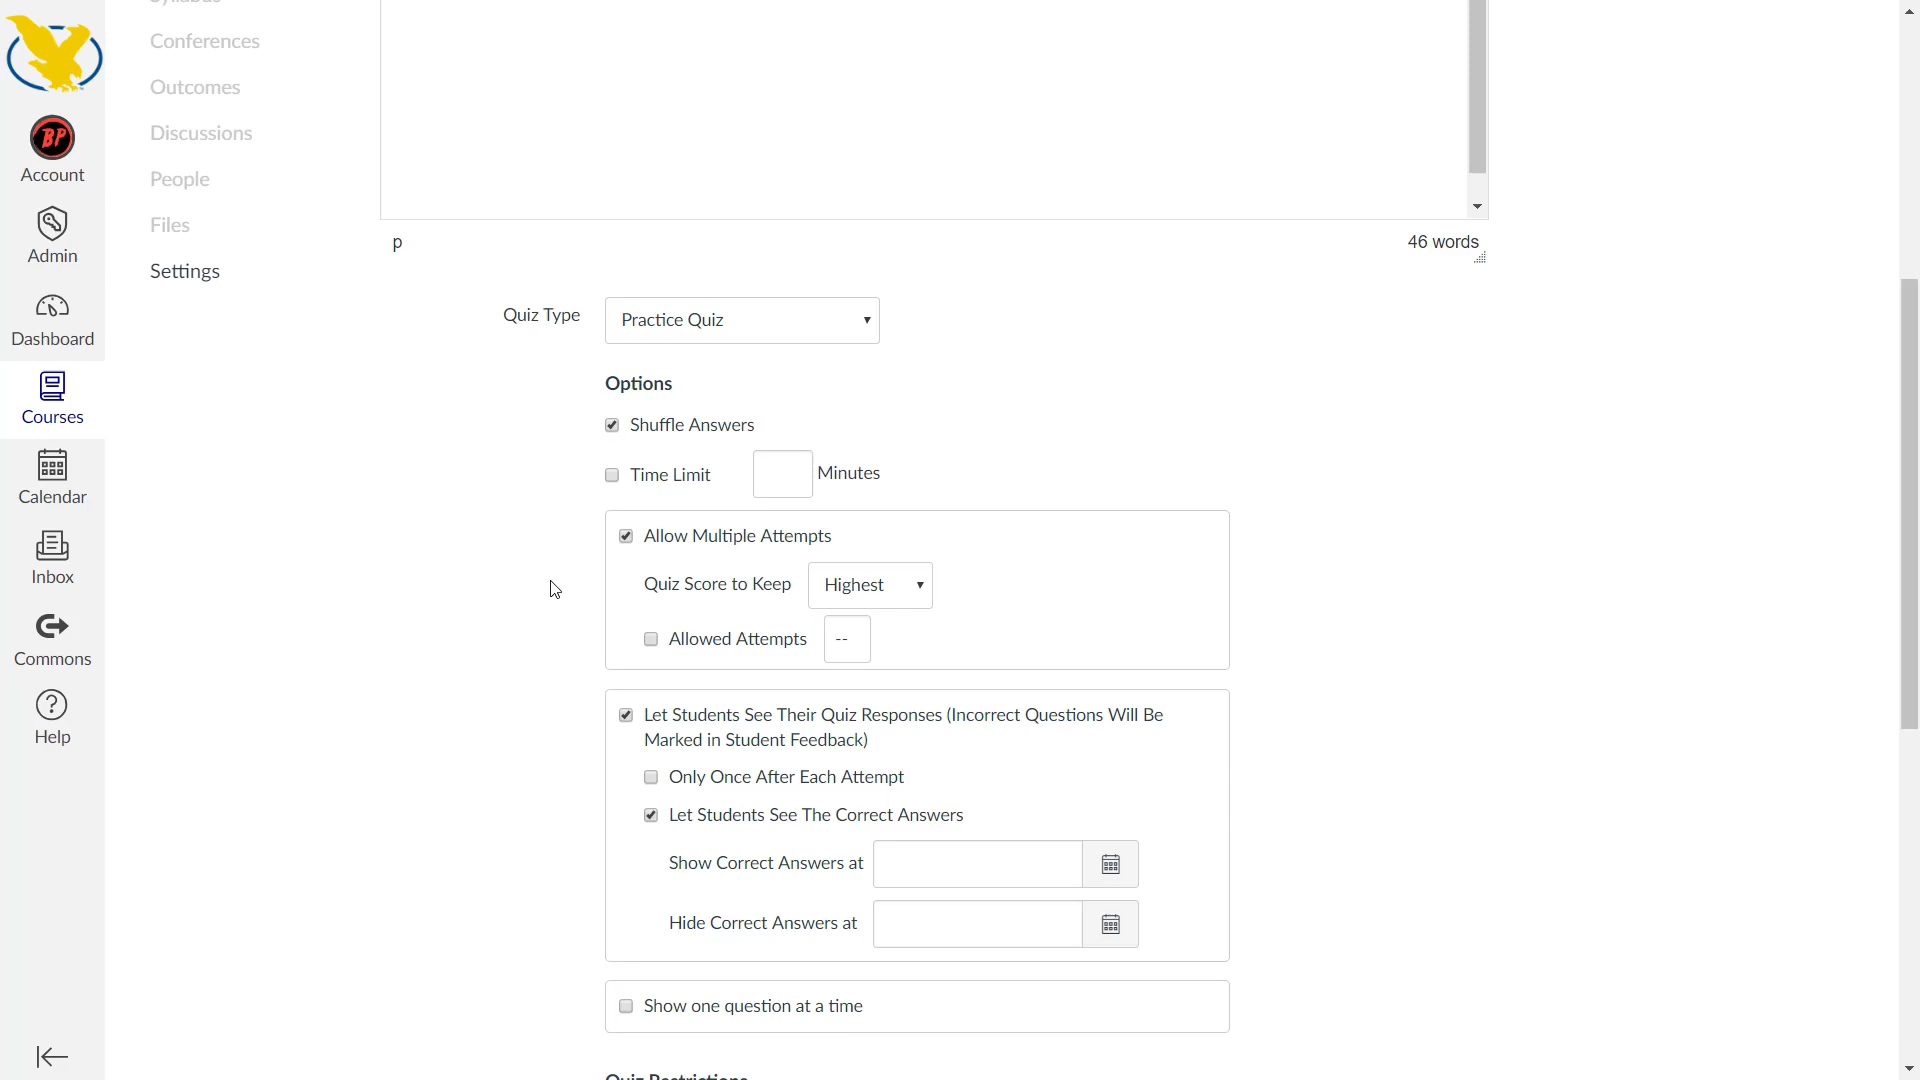 Syllabus
Conferences
Outcomes
Discussions
People
Files
Settings
BP
Account
Admin
Dashboard
Courses
Calendar
Inbox
Commons
Help
p
46 words
Quiz Type
Practice Quiz
Options
Shuffle Answers
Time Limit
Minutes
Allow Multiple Attempts
Quiz Score to Keep
Highest
Allowed Attempts
--
Let Students See Their Quiz Responses (Incorrect Questions Will Be
Marked in Student Feedback)
Only Once After Each Attempt
Let Students See The Correct Answers
Show Correct Answers at
Hide Correct Answers at
Show one question at a time
Quiz Restrictions